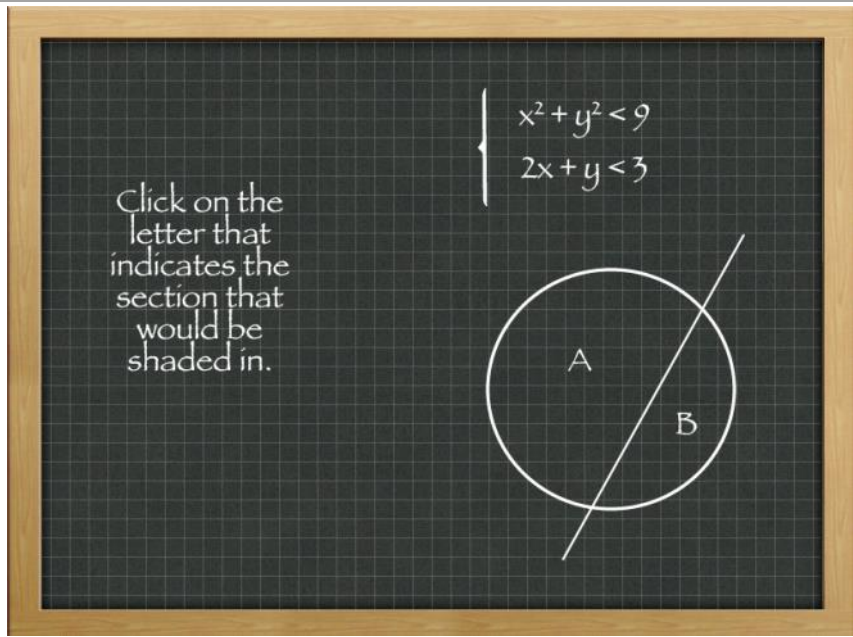 x² + y² < 9
2x + y < 3
Click on the
letter that
indicates the
section that
would be
shaded in.
A
B